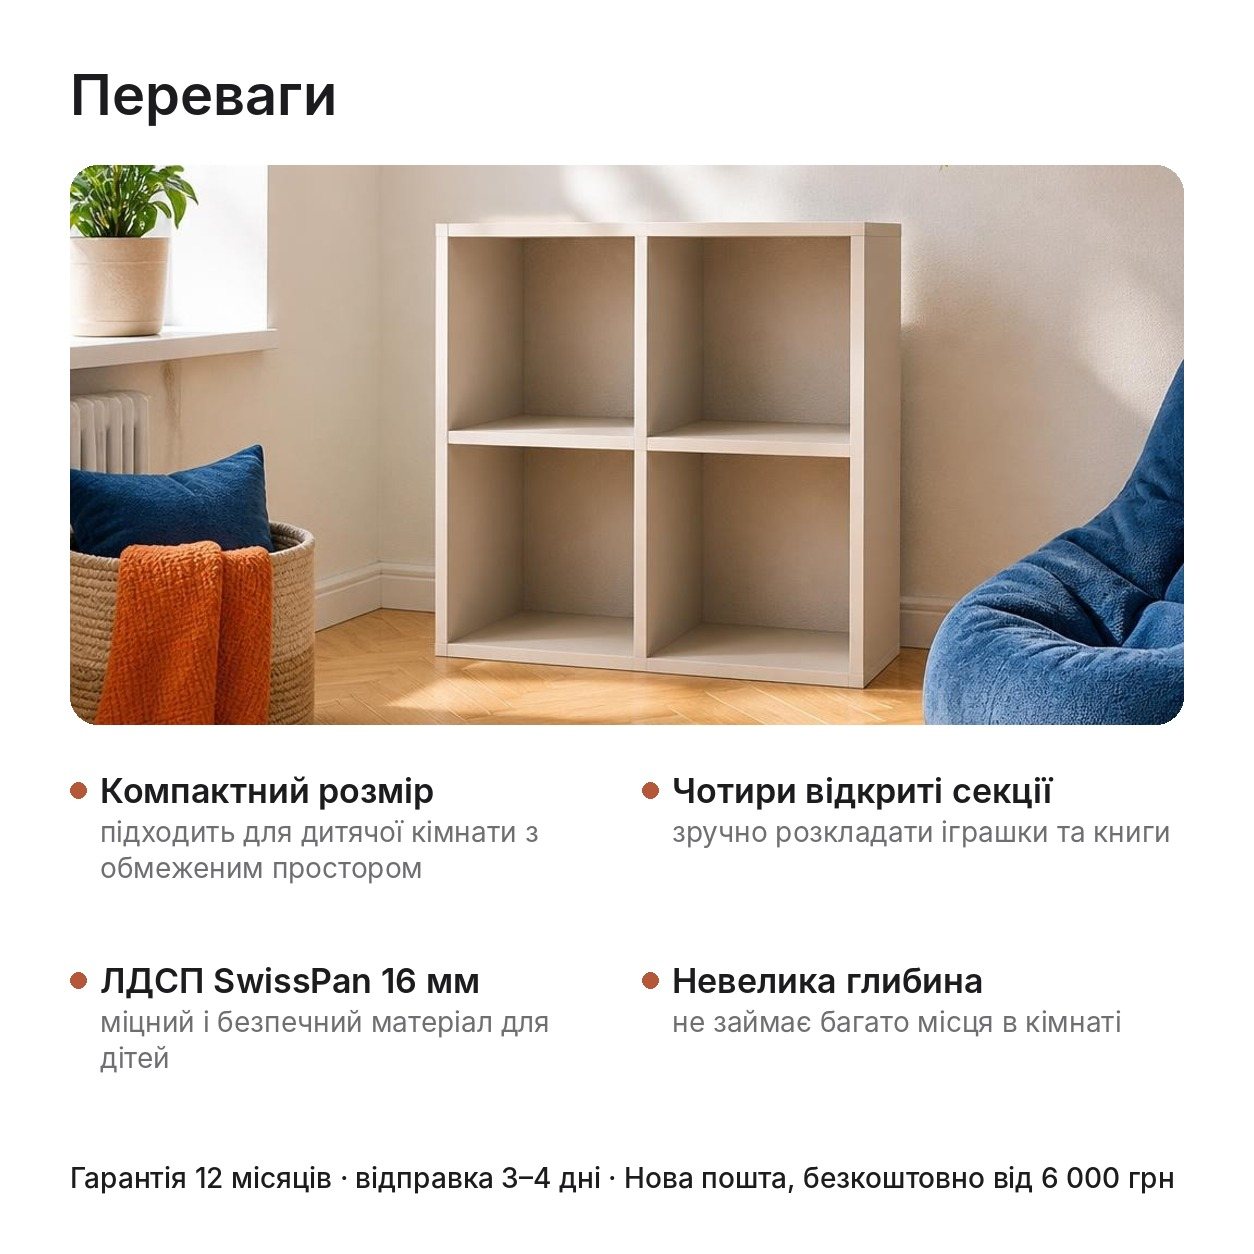 Переваги
Компактний розмір
підходить для дитячої кімнати з
обмеженим простором
Чотири відкриті секції
зручно розкладати іграшки та книги
ЛДСП SwissPan 16 мм
міцний і безпечний матеріал для
дітей
Невелика глибина
не займає багато місця в кімнаті
Гарантія 12 місяців · відправка 3–4 дні · Нова пошта, безкоштовно від 6 000 грн